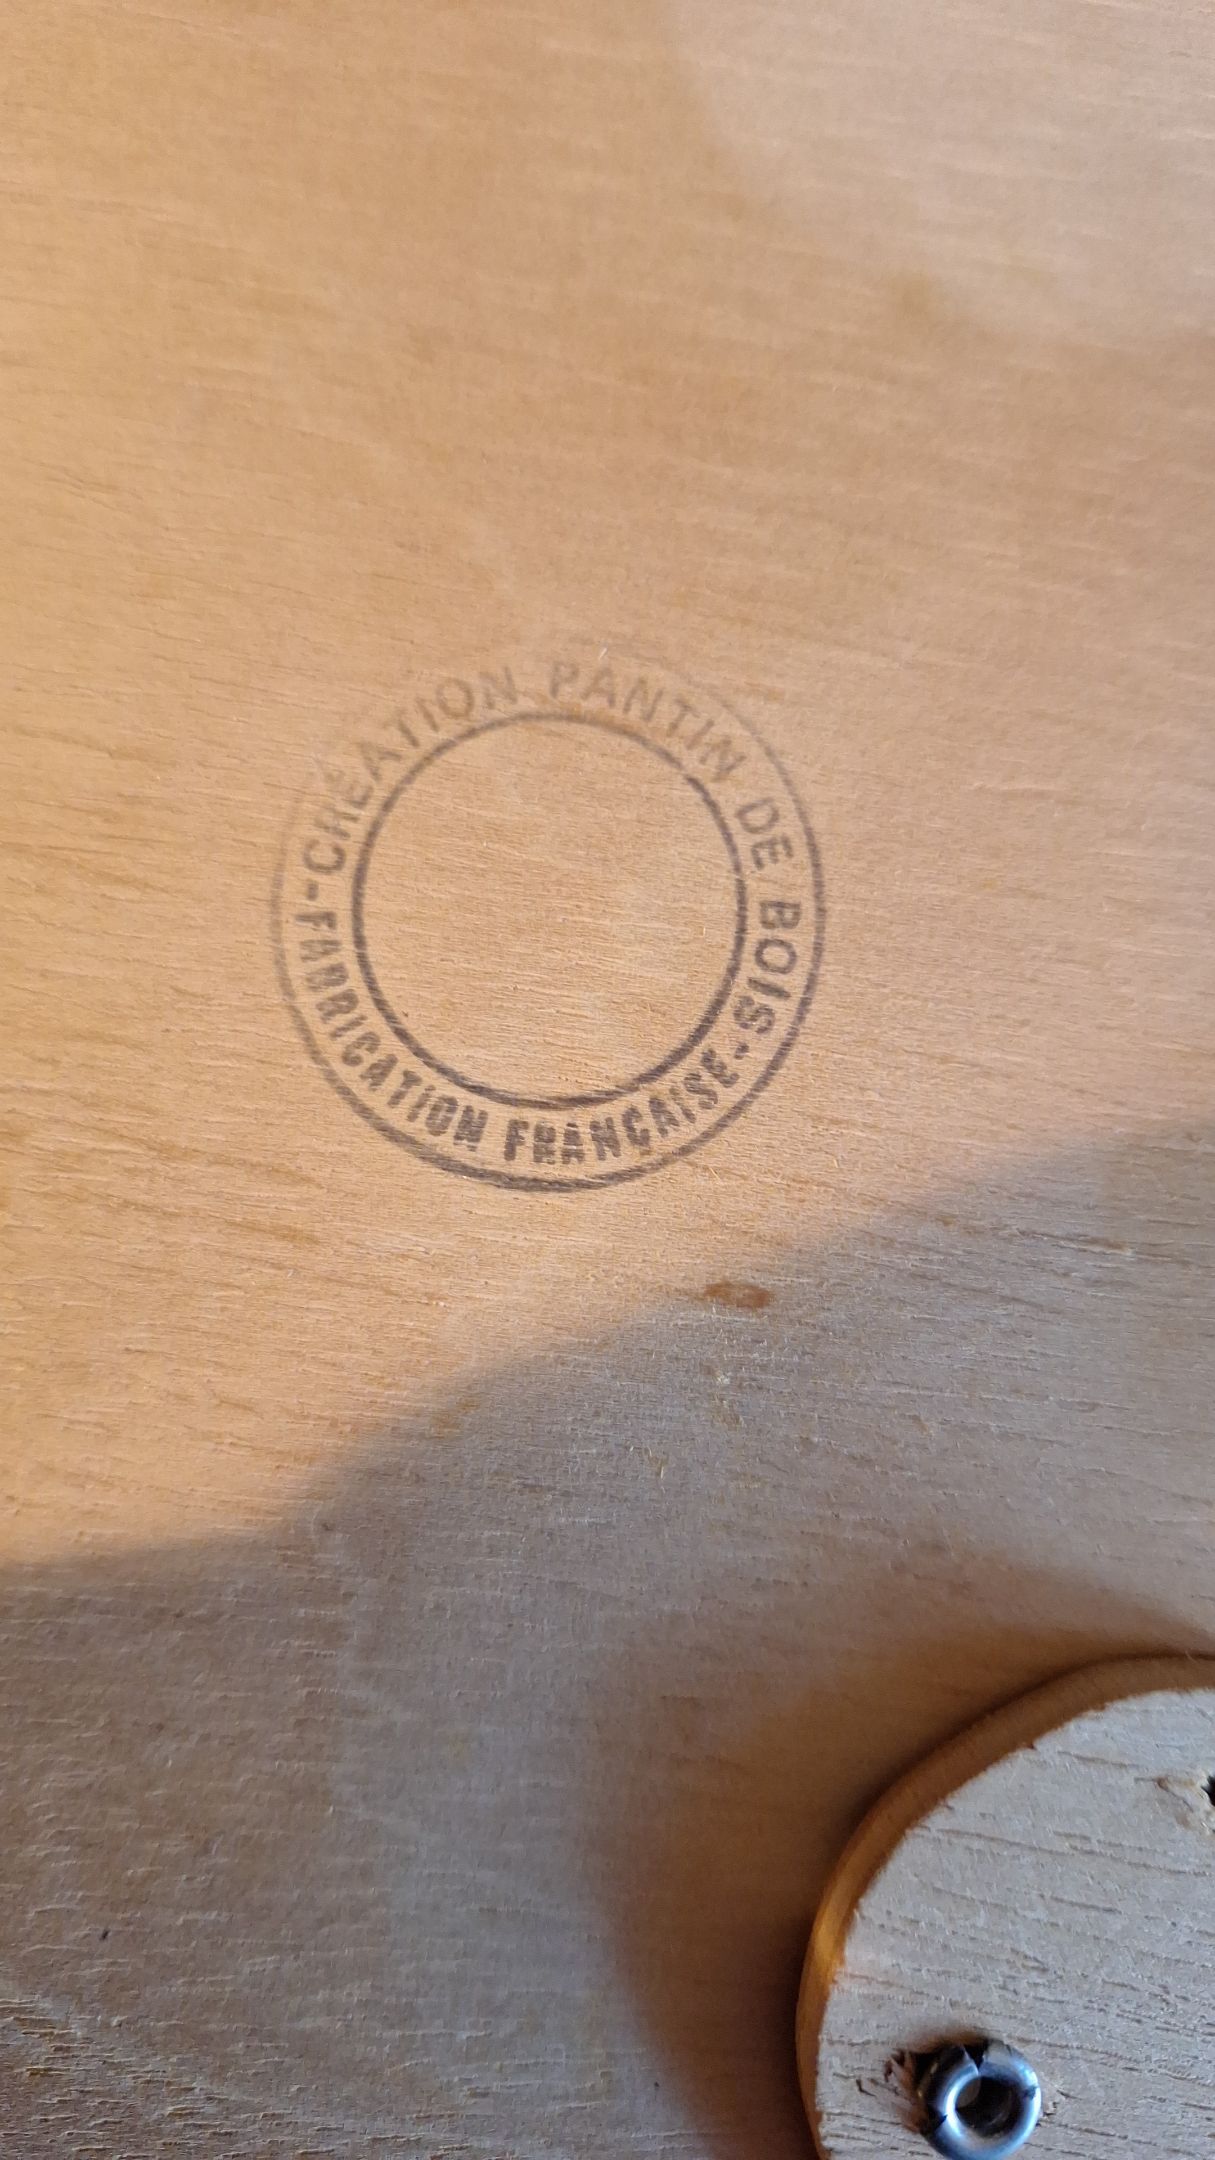 CRÉATION PANTIN DE BOIS
-FABRICATION FRANÇAISE-